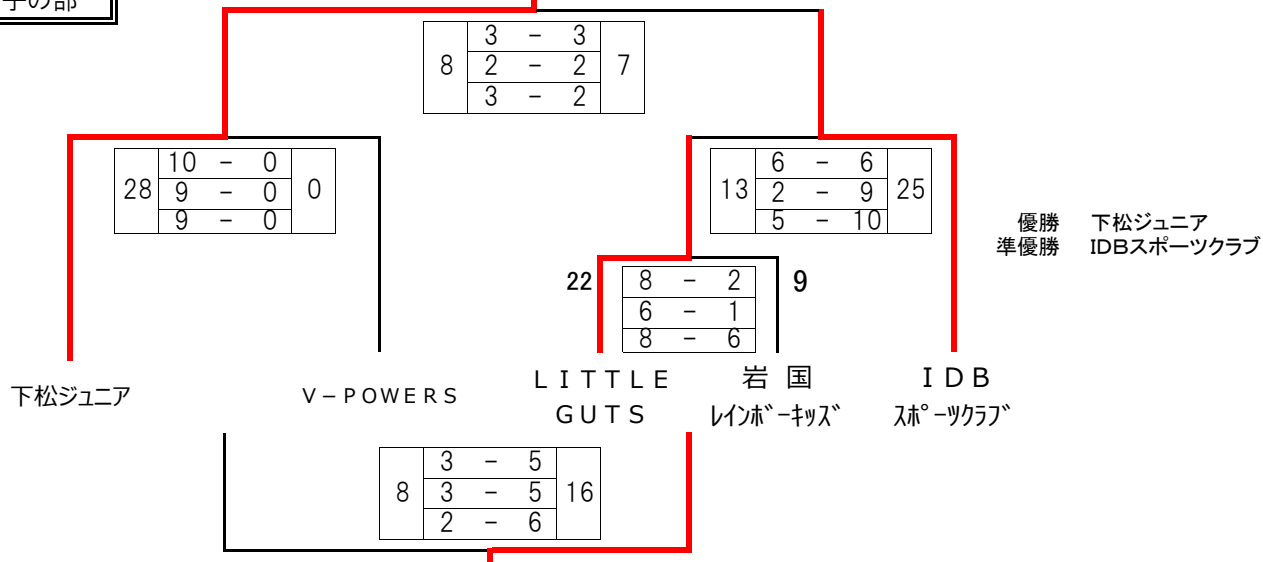 子の部
3 - 3
8 2 - 2 7
3 - 2
10 - 0
28 9 - 0 0
9 - 0
6 - 6
13 2 - 9 25
5 - 10
優勝 下松ジュニア
準優勝 IDBスポーツクラブ
22 8 - 2 9
6 - 1
8 - 6
下松ジュニア
V－POWERS
LITTLE
GUTS
岩国
ﾚｲﾝﾎﾞｰｷｯｽﾞ
IDB
ｽﾎﾟｰﾂｸﾗﾌﾞ
3 - 5
8 3 - 5 16
2 - 6